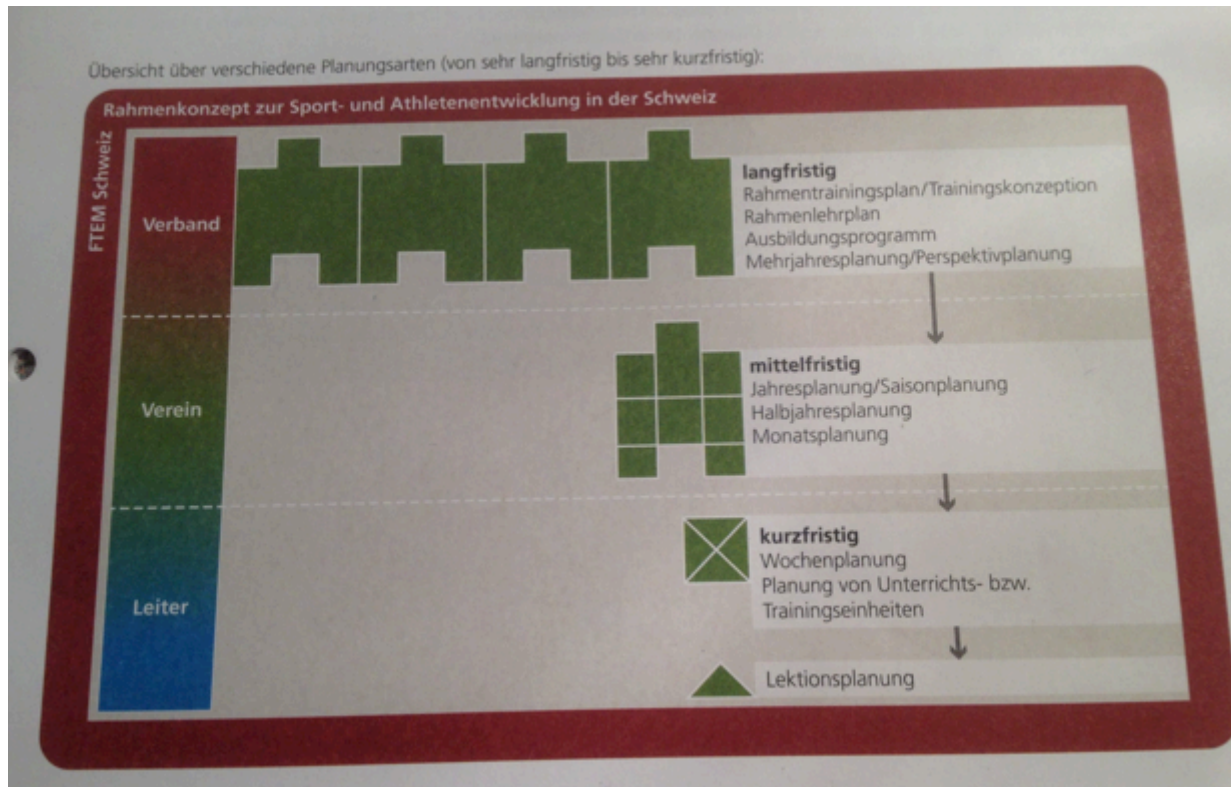 Übersicht über verschiedene Planungsarten (von sehr langfristig bis sehr kurzfristig):
Rahmenkonzept zur Sport- und Athletenentwicklung in der Schweiz
FTEM Schweiz
Verband
langfristig
Rahmentrainingsplan/Trainingskonzeption
Rahmenlehrplan
Ausbildungsprogramm
Mehrjahresplanung/Perspektivplanung
Verein
mittelfristig
Jahresplanung/Saisonplanung
Halbjahresplanung
Monatsplanung
Leiter
kurzfristig
Wochenplanung
Planung von Unterrichts- bzw.
Trainingseinheiten
Lektionsplanung